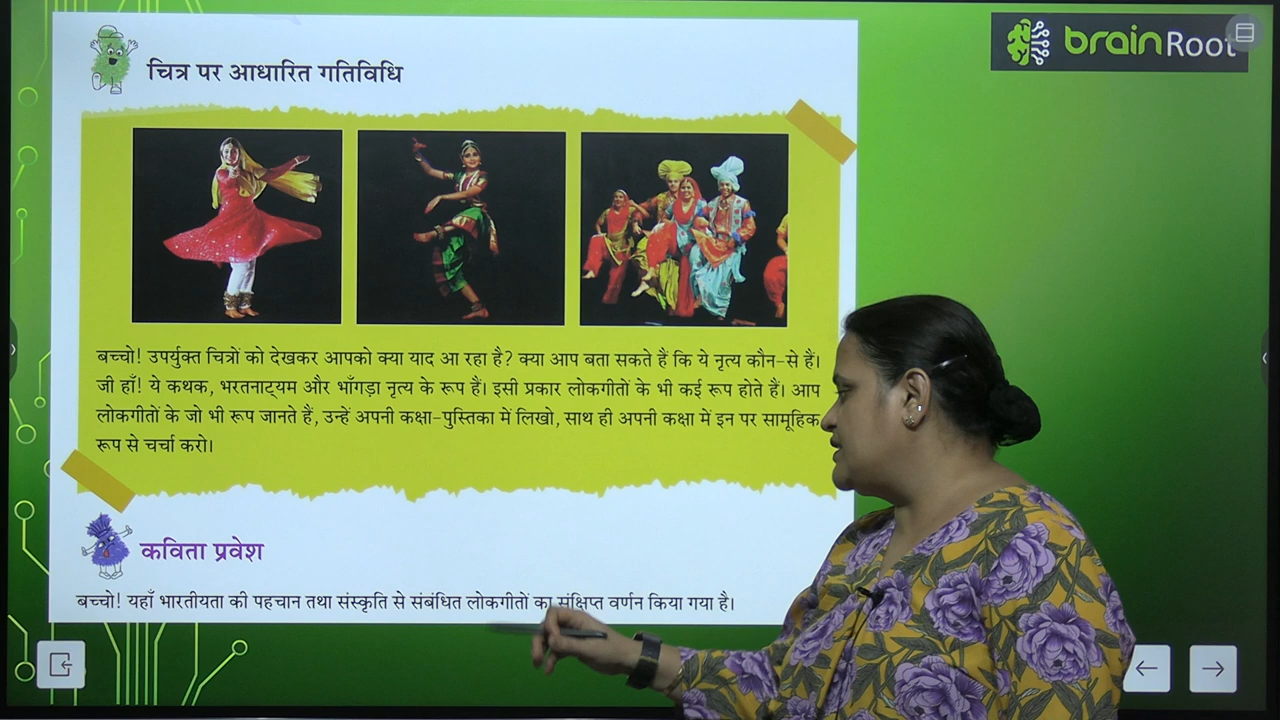 brainRoot
चित्र पर आधारित गतिविधि
बच्चो! उपर्युक्त चित्रों को देखकर आपको क्या याद आ रहा है? क्या आप बता सकते हैं कि ये नृत्य कौन-से हैं।
जी हाँ! ये कथक, भरतनाट्यम और भाँगड़ा नृत्य के रूप हैं। इसी प्रकार लोकगीतों के भी कई रूप होते हैं। आप
लोकगीतों के जो भी रूप जानते हैं, उन्हें अपनी कक्षा-पुस्तिका में लिखो, साथ ही अपनी कक्षा में इन पर सामूहिक
रूप से चर्चा करो।
कविता प्रवेश
बच्चो! यहाँ भारतीयता की पहचान तथा संस्कृति से संबंधित लोकगीतों का संक्षिप्त वर्णन किया गया है।